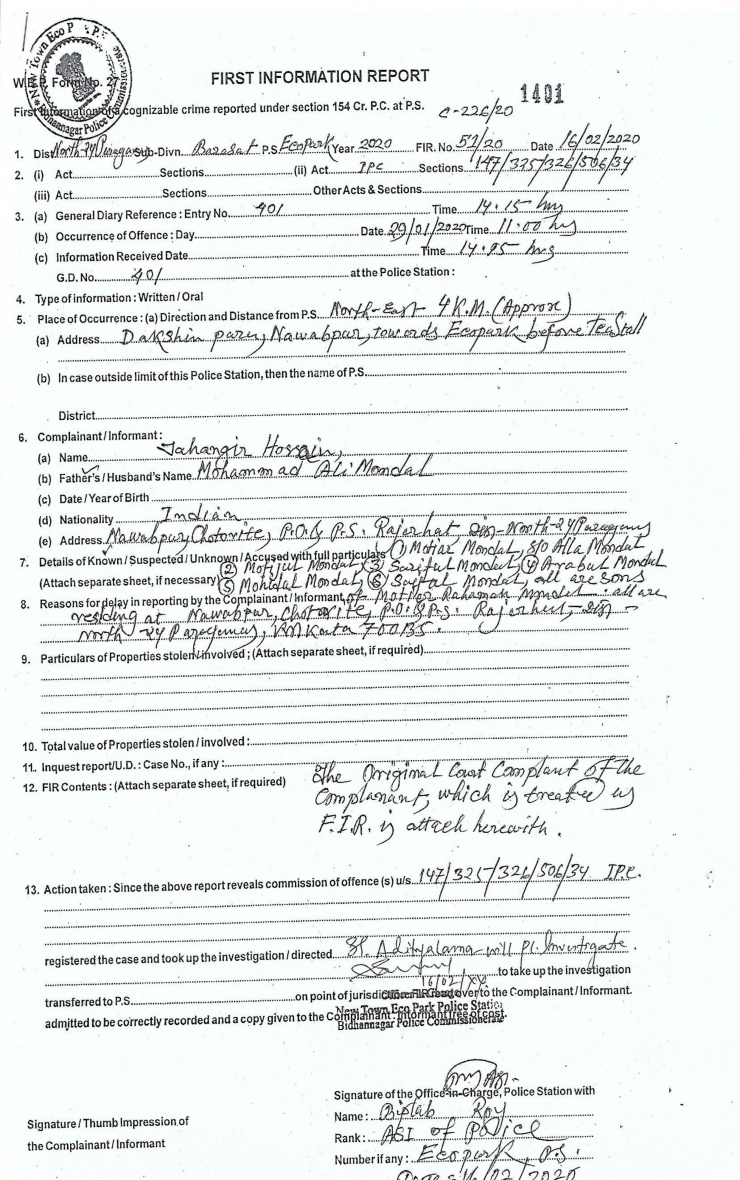 New Town Eco P.S.
Bidhannagar Police Commissionerate
W.B.P. Form No. 27
FIRST INFORMATION REPORT
1401
First Information of a cognizable crime reported under section 154 Cr. P.C. at P.S. C-226/20
1. Dist. North 24 Parganas Sub-Divn. Barasat P.S. Ecopark Year 2020 FIR. No. 51/20 Date 16/02/2020
2. (i) Act Sections (ii) Act IPC Sections 147/325/326/506/34
(iii) Act Sections Other Acts & Sections
3. (a) General Diary Reference : Entry No. 401 Time 14.15 hrs
(b) Occurrence of Offence : Day Date 29/01/2020 Time 11.00 hrs
(c) Information Received Date Time 14.45 hrs
G.D. No. 401 at the Police Station :
4. Type of information : Written / Oral
5. Place of Occurrence : (a) Direction and Distance from P.S. North-East 4 K.M. (Approx)
(a) Address Dakshin para, Nawabpur, towards Ecopark before Tea Stall
(b) In case outside limit of this Police Station, then the name of P.S.
District
6. Complainant / Informant :
(a) Name Jahangir Hossain,
(b) Father's / Husband's Name Mohammad Ali Mondal
(c) Date / Year of Birth
(d) Nationality Indian
(e) Address Nawabpur, Chotorite, P.O. & P.S. Rajarhat, Dist-North-24 Parganas
7. Details of Known / Suspected / Unknown / Accused with full particulars (1) Mofjar Mondal, S/O Alla Mondal
(2) Mofijul Mondal, (3) Sariful Mondal (4) Arabul Mondal
(Attach separate sheet, if necessary) (5) Mohidal Mondal, (6) Saiful Mondal, all are sons
8. Reasons for delay in reporting by the Complainant / Informant, of Motior Rahaman Mondal. all are
residing at Nawabpur, Chotorite, P.O. & P.S. Rajarhat, Dist -
North 24 Parganas, Kolkata 700135.
9. Particulars of Properties stolen / involved ; (Attach separate sheet, if required)
10. Total value of Properties stolen / involved :
11. Inquest report / U.D. : Case No., if any :
12. FIR Contents : (Attach separate sheet, if required) The Original Court Complaint of the
Complanant, which is treated as
F.I.R. is attach herewith.
13. Action taken : Since the above report reveals commission of offence (s) u/s. 147/325/326/506/34 IPC.
registered the case and took up the investigation / directed SI. Aditya Lama will pl. Investigate.
to take up the investigation
16/02/XX
transferred to P.S. on point of jurisdiction FIR read over to the Complainant / Informant.
New Town Eco Park Police Station
admitted to be correctly recorded and a copy given to the Complainant. Informant free of cost.
Bidhannagar Police Commissionerate
Signature of the Office-in-Charge, Police Station with
Signature / Thumb Impression of
the Complainant / Informant
Name : Biplab Roy
Rank : ASI of Police
Number if any : Ecopark P.S.
Date 16/02/2020